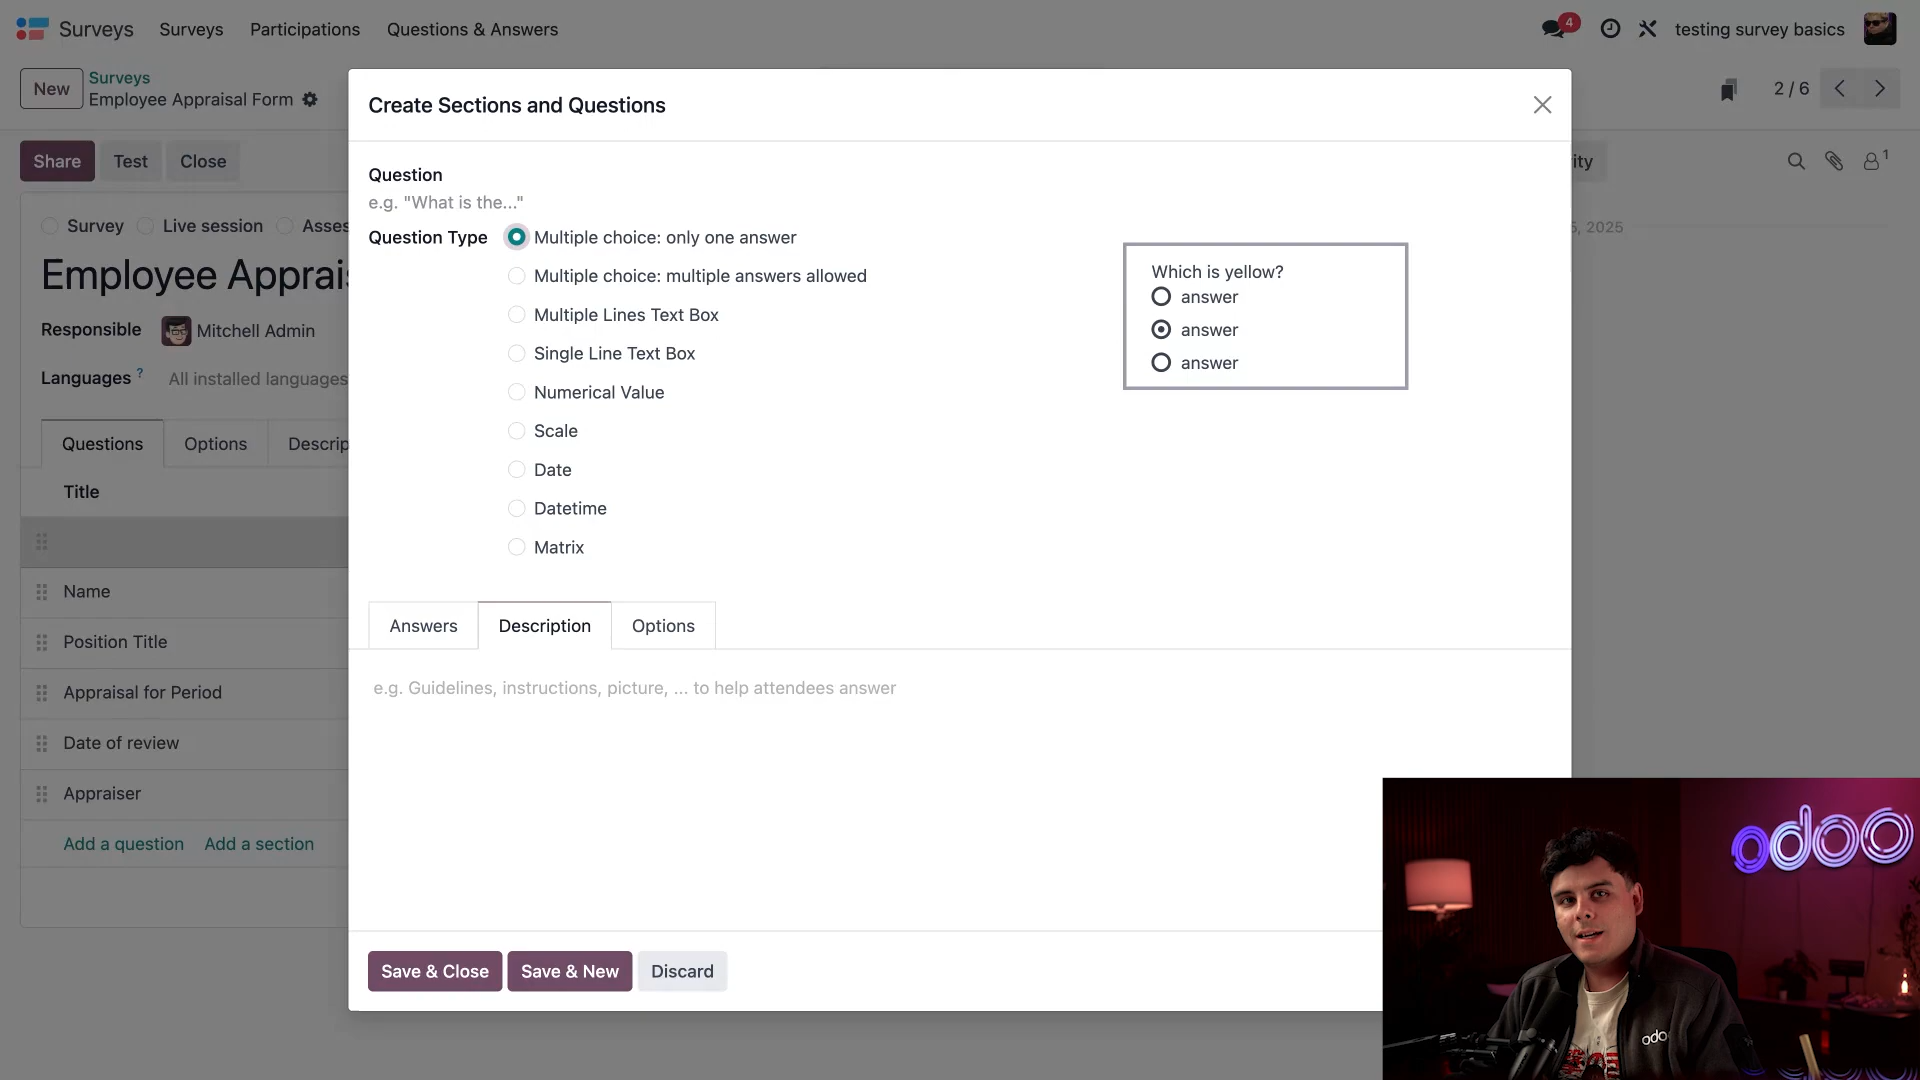 Surveys
Surveys
Participations
Questions & Answers
4
testing survey basics
New
Surveys
Employee Appraisal Form
2 / 6
Share
Test
Close
ity
1
Survey
Live session
Asses
5, 2025
Employee Apprais
Responsible
Mitchell Admin
Languages ?
All installed languages
Questions
Options
Descrip
Title
Name
Position Title
Appraisal for Period
Date of review
Appraiser
Add a question
Add a section
Create Sections and Questions
Question
e.g. "What is the..."
Question Type
Multiple choice: only one answer
Multiple choice: multiple answers allowed
Multiple Lines Text Box
Single Line Text Box
Numerical Value
Scale
Date
Datetime
Matrix
Which is yellow?
answer
answer
answer
Answers
Description
Options
e.g. Guidelines, instructions, picture, ... to help attendees answer
Save & Close
Save & New
Discard
odoo
odoo